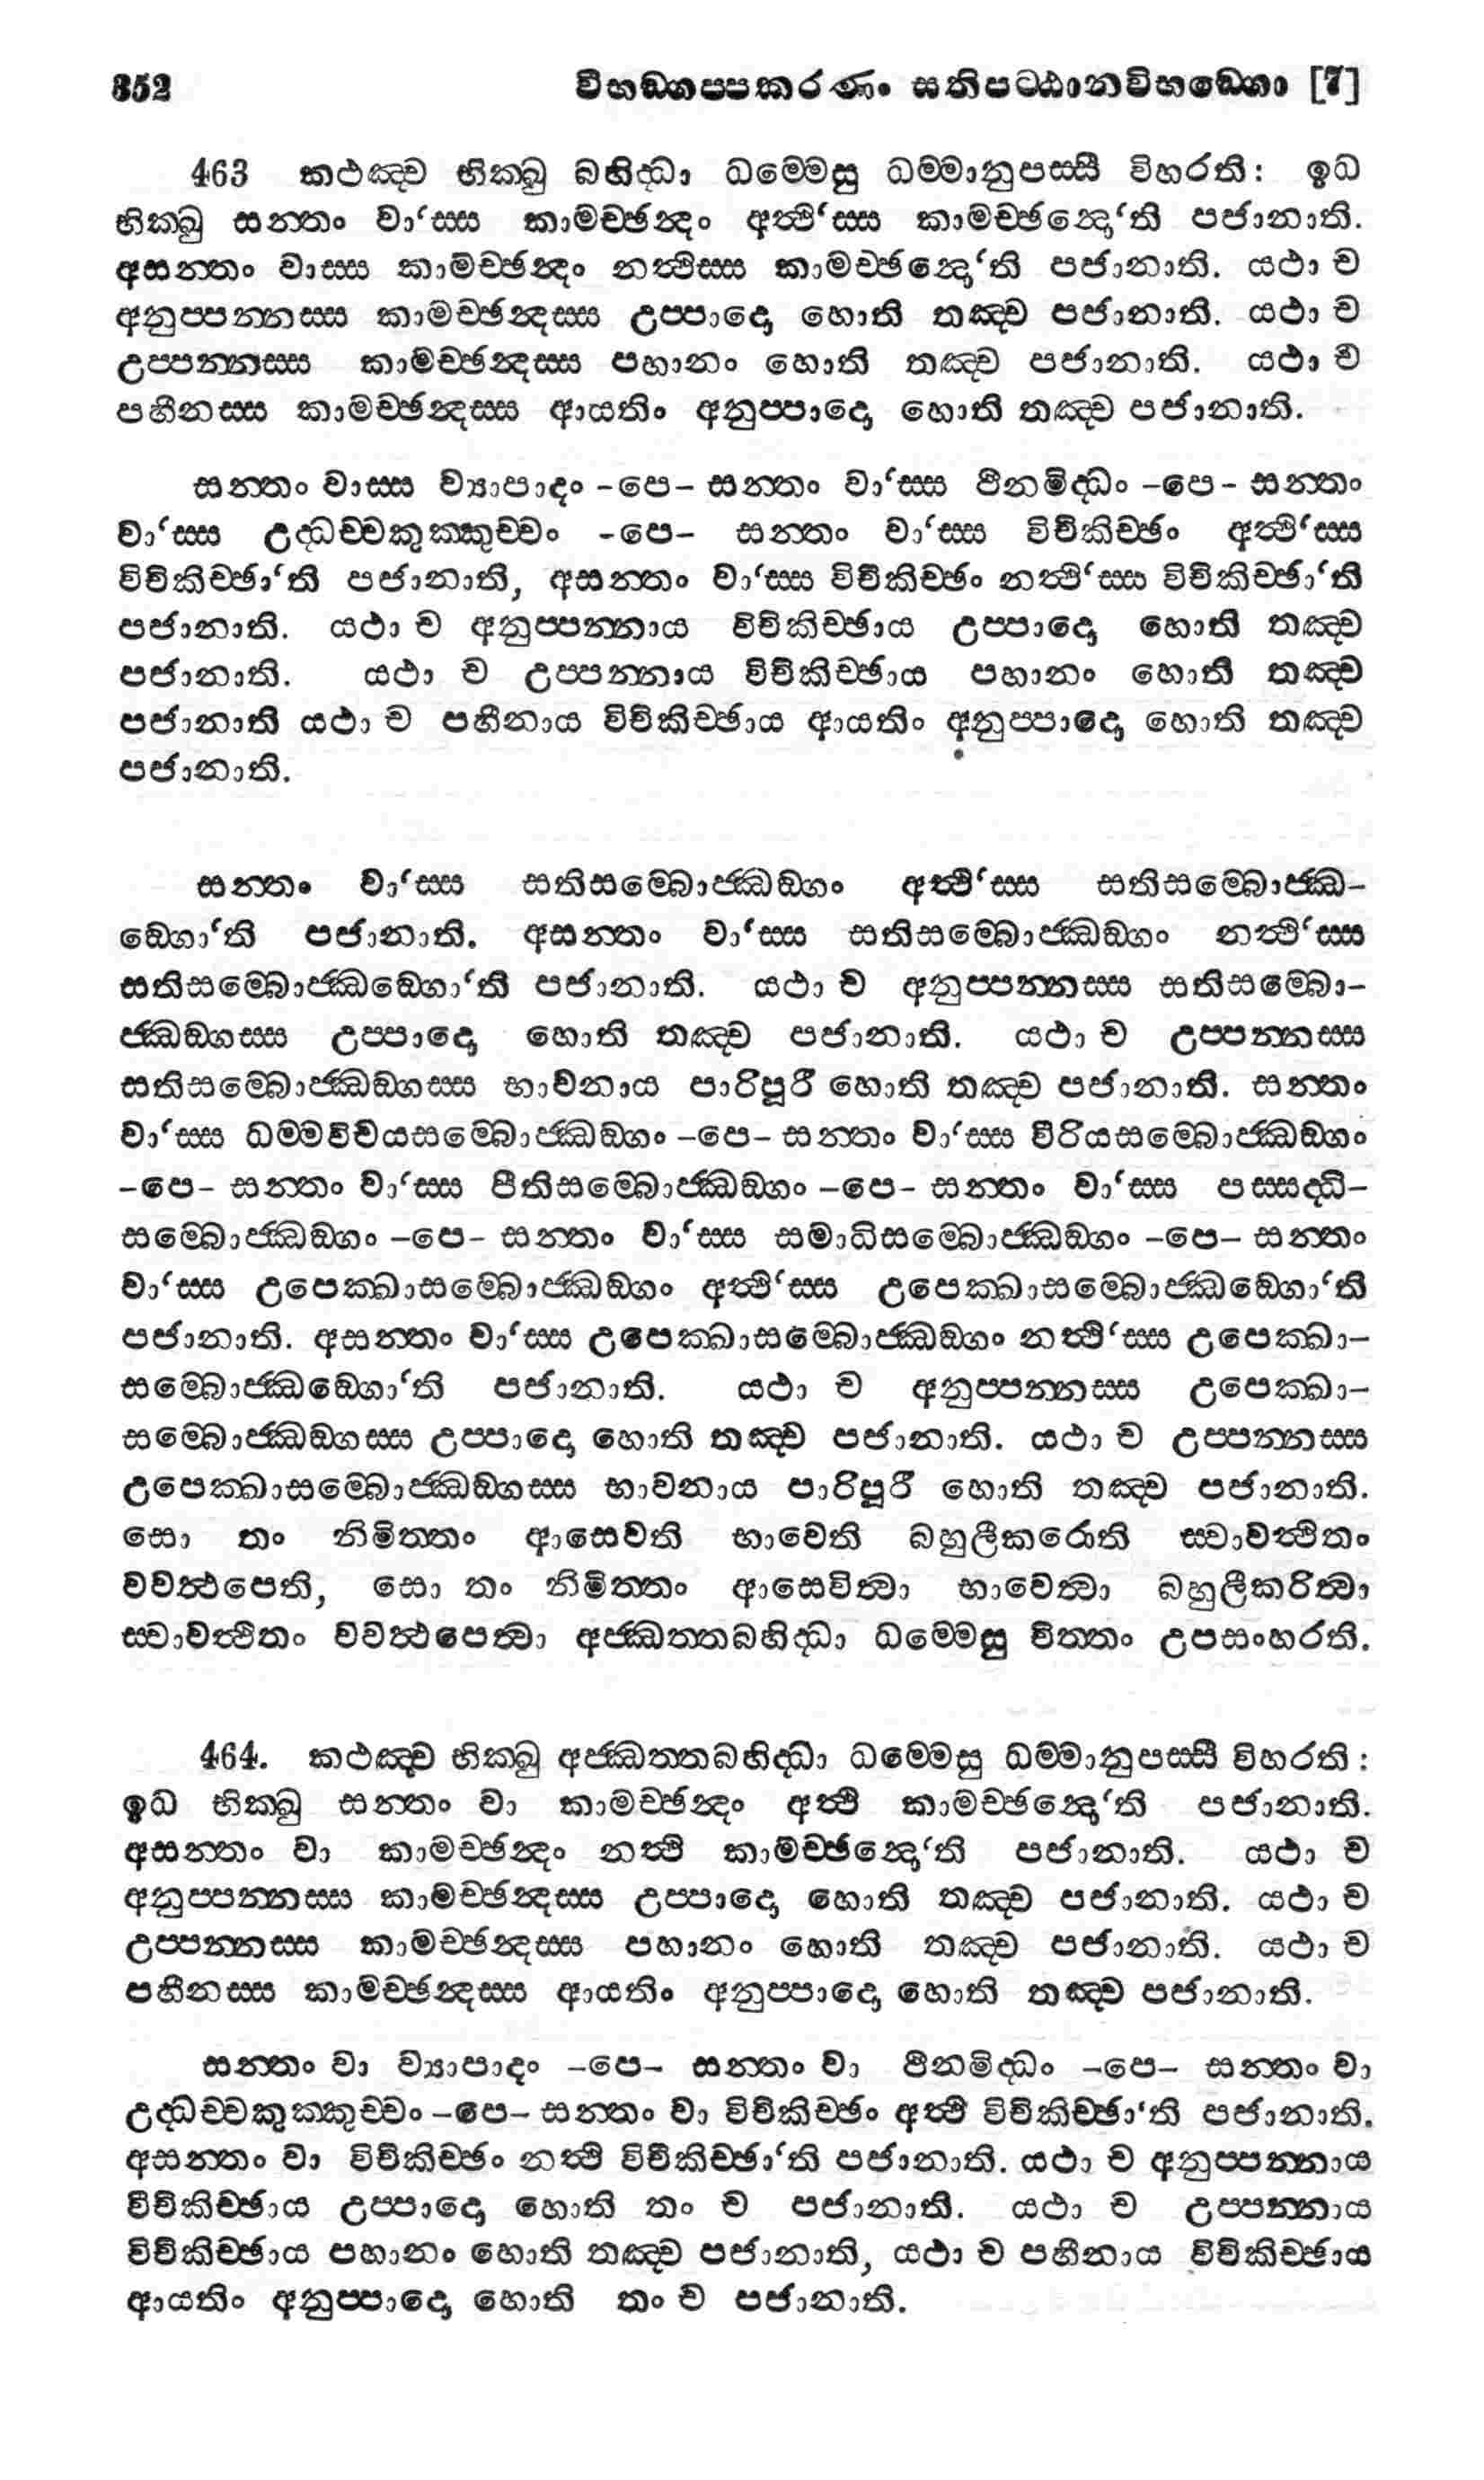 352 විභඞ්ගප්පකරණං සතිපට්ඨානවිභඞ්ගො [7]
463 කථඤ්ච භික්ඛු බහිද්ධා ධම්මෙසු ධම්මානුපස්සී විහරති: ඉධ
භික්ඛු සන්තං වා‘ස්ස කාමච්ඡන්දං අත්ථි‘ස්ස කාමච්ඡන්දො‘ති පජානාති.
අසන්තං වාස්ස කාමච්ඡන්දං නත්ථිස්ස කාමච්ඡන්දො‘ති පජානාති. යථා ච
අනුප්පන්නස්ස කාමච්ඡන්දස්ස උප්පාදො හොති තඤ්ච පජානාති. යථා ච
උප්පන්නස්ස කාමච්ඡන්දස්ස පහානං හොති තඤ්ච පජානාති. යථා ච
පහීනස්ස කාමච්ඡන්දස්ස ආයතිං අනුප්පාදො හොති තඤ්ච පජානාති.
සන්තං වාස්ස ව්‍යාපාදං -පෙ- සන්තං වා‘ස්ස ථිනමිද්ධං -පෙ- සන්තං
වා‘ස්ස උද්ධච්චකුක්කුච්චං -පෙ- සන්තං වා‘ස්ස විචිකිච්ඡං අත්ථි‘ස්ස
විචිකිච්ඡා‘ති පජානාති, අසන්තං වා‘ස්ස විචිකිච්ඡං නත්ථි‘ස්ස විචිකිච්ඡා‘ති
පජානාති. යථා ච අනුප්පන්නාය විචිකිච්ඡාය උප්පාදො හොති තඤ්ච
පජානාති. යථා ච උප්පන්නාය විචිකිච්ඡාය පහානං හොති තඤ්ච
පජානාති යථා ච පහීනාය විචිකිච්ඡාය ආයතිං අනුප්පාදො හොති තඤ්ච
පජානාති.
සන්තං වා‘ස්ස සතිසම්බොජ්ඣඞ්ගං අත්ථි‘ස්ස සතිසම්බොජ්ඣ-
ඞ්ගො‘ති පජානාති. අසන්තං වා‘ස්ස සතිසම්බොජ්ඣඞ්ගං නත්ථි‘ස්ස
සතිසම්බොජ්ඣඞ්ගො‘ති පජානාති. යථා ච අනුප්පන්නස්ස සතිසම්බො-
ජ්ඣඞ්ගස්ස උප්පාදො හොති තඤ්ච පජානාති. යථා ච උප්පන්නස්ස
සතිසම්බොජ්ඣඞ්ගස්ස භාවනාය පාරිපූරී හොති තඤ්ච පජානාති. සන්තං
වා‘ස්ස ධම්මවිචයසම්බොජ්ඣඞ්ගං -පෙ- සන්තං වා‘ස්ස වීරියසම්බොජ්ඣඞ්ගං
-පෙ- සන්තං වා‘ස්ස පීතිසම්බොජ්ඣඞ්ගං -පෙ- සන්තං වා‘ස්ස පස්සද්ධි-
සම්බොජ්ඣඞ්ගං -පෙ- සන්තං වා‘ස්ස සමාධිසම්බොජ්ඣඞ්ගං -පෙ- සන්තං
වා‘ස්ස උපෙක්ඛාසම්බොජ්ඣඞ්ගං අත්ථි‘ස්ස උපෙක්ඛාසම්බොජ්ඣඞ්ගො‘ති
පජානාති. අසන්තං වා‘ස්ස උපෙක්ඛාසම්බොජ්ඣඞ්ගං නත්ථි‘ස්ස උපෙක්ඛා-
සම්බොජ්ඣඞ්ගො‘ති පජානාති. යථා ච අනුප්පන්නස්ස උපෙක්ඛා-
සම්බොජ්ඣඞ්ගස්ස උප්පාදො හොති තඤ්ච පජානාති. යථා ච උප්පන්නස්ස
උපෙක්ඛාසම්බොජ්ඣඞ්ගස්ස භාවනාය පාරිපූරී හොති තඤ්ච පජානාති.
සො තං නිමිත්තං ආසෙවති භාවෙති බහුලීකරොති ස්වාවත්ථිතං
වවත්ථපෙති, සො තං නිමිත්තං ආසෙවිත්වා භාවෙත්වා බහුලීකරිත්වා
ස්වාවත්ථිතං වවත්ථපෙත්වා අජ්ඣත්තබහිද්ධා ධම්මෙසු චිත්තං උපසංහරති.
464. කථඤ්ච භික්ඛු අජ්ඣත්තබහිද්ධා ධම්මෙසු ධම්මානුපස්සී විහරති:
ඉධ භික්ඛු සන්තං වා කාමච්ඡන්දං අත්ථි කාමච්ඡන්දො‘ති පජානාති.
අසන්තං වා කාමච්ඡන්දං නත්ථි කාමච්ඡන්දො‘ති පජානාති. යථා ච
අනුප්පන්නස්ස කාමච්ඡන්දස්ස උප්පාදො හොති තඤ්ච පජානාති. යථා ච
උප්පන්නස්ස කාමච්ඡන්දස්ස පහානං හොති තඤ්ච පජානාති. යථා ච
පහීනස්ස කාමච්ඡන්දස්ස ආයතිං අනුප්පාදො හොති තඤ්ච පජානාති.
සන්තං වා ව්‍යාපාදං -පෙ- සන්තං වා ථිනමිද්ධං -පෙ- සන්තං වා
උද්ධච්චකුක්කුච්චං -පෙ- සන්තං වා විචිකිච්ඡං අත්ථි විචිකිච්ඡා‘ති පජානාති.
අසන්තං වා විචිකිච්ඡං නත්ථි විචිකිච්ඡා‘ති පජානාති. යථා ච අනුප්පන්නාය
විචිකිච්ඡාය උප්පාදො හොති තං ච පජානාති. යථා ච උප්පන්නාය
විචිකිච්ඡාය පහානං හොති තඤ්ච පජානාති, යථා ච පහීනාය විචිකිච්ඡාය
ආයතිං අනුප්පාදො හොති තං ච පජානාති.